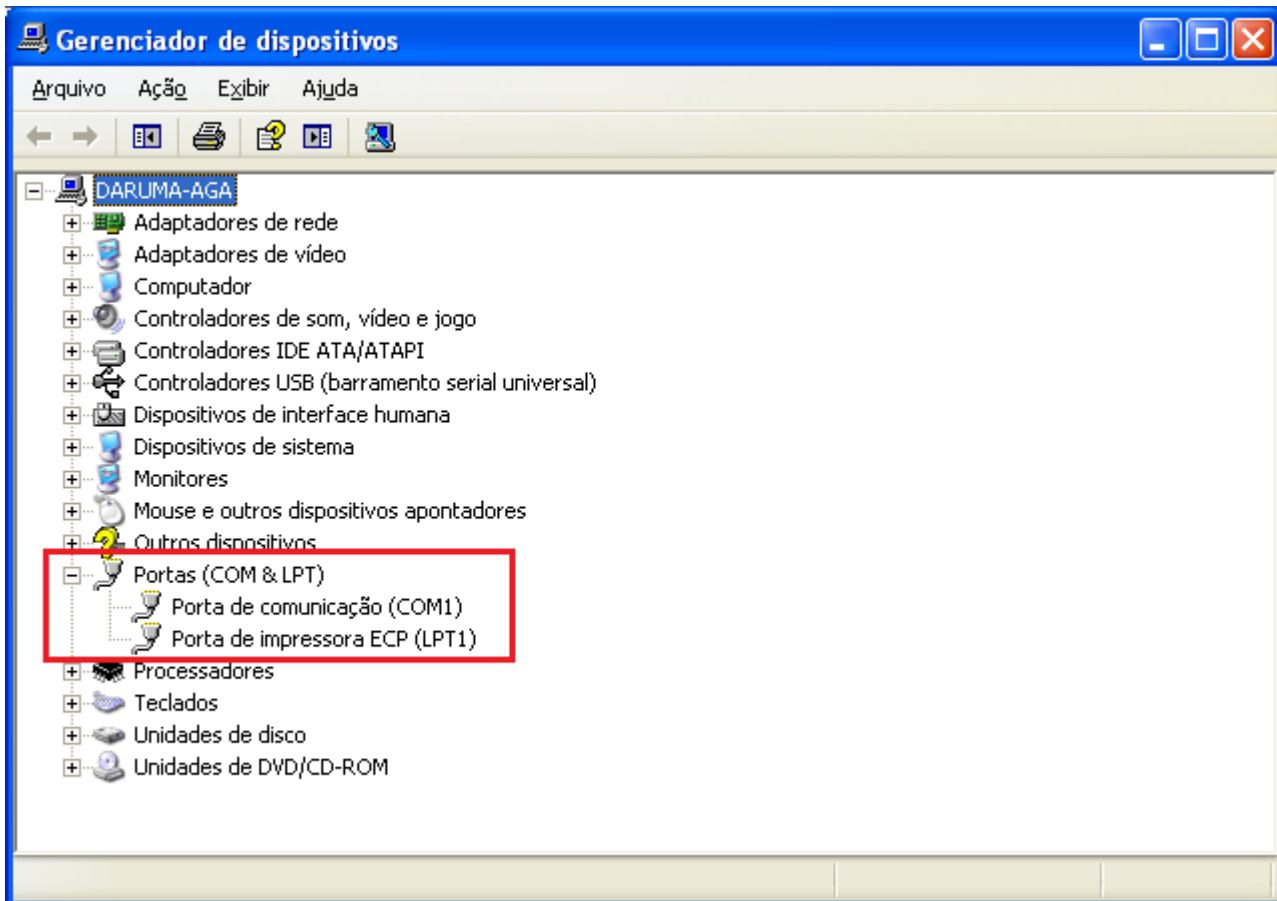 Gerenciador de dispositivos
Arquivo Ação Exibir Ajuda
DARUMA-AGA
Adaptadores de rede
Adaptadores de vídeo
Computador
Controladores de som, vídeo e jogo
Controladores IDE ATA/ATAPI
Controladores USB (barramento serial universal)
Dispositivos de interface humana
Dispositivos de sistema
Monitores
Mouse e outros dispositivos apontadores
Outros dispositivos
Portas (COM & LPT)
Porta de comunicação (COM1)
Porta de impressora ECP (LPT1)
Processadores
Teclados
Unidades de disco
Unidades de DVD/CD-ROM